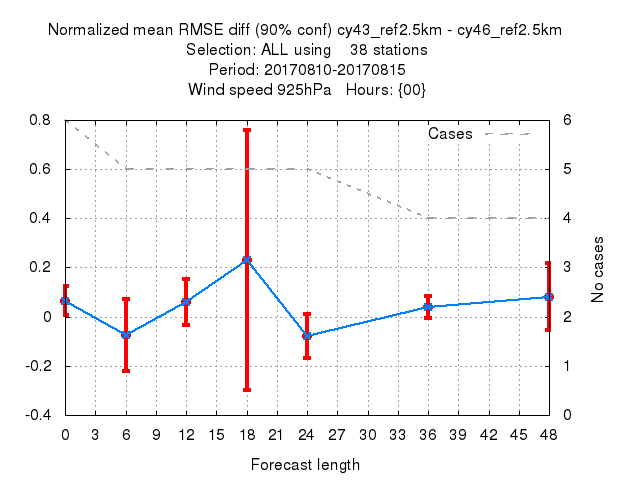 Normalized mean RMSE diff (90% conf) cy43_ref2.5km - cy46_ref2.5km
Selection: ALL using    38 stations
Period: 20170810-20170815
Wind speed 925hPa   Hours: {00}
Cases
0.8
0.6
0.4
0.2
0
-0.2
-0.4
6
5
4
3
2
1
0
No cases
0 3 6 9 12 15 18 21 24 27 30 33 36 39 42 45 48
Forecast length